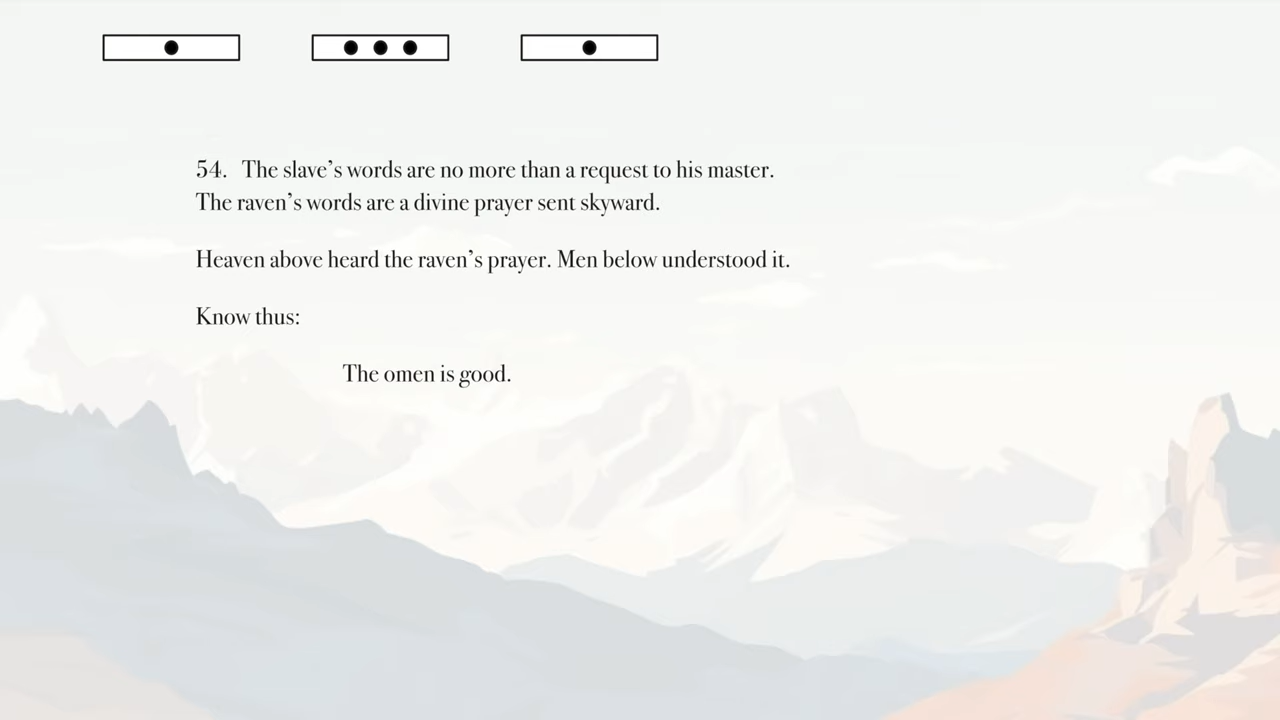 54. The slave’s words are no more than a request to his master.
The raven’s words are a divine prayer sent skyward.
Heaven above heard the raven’s prayer. Men below understood it.
Know thus:
The omen is good.